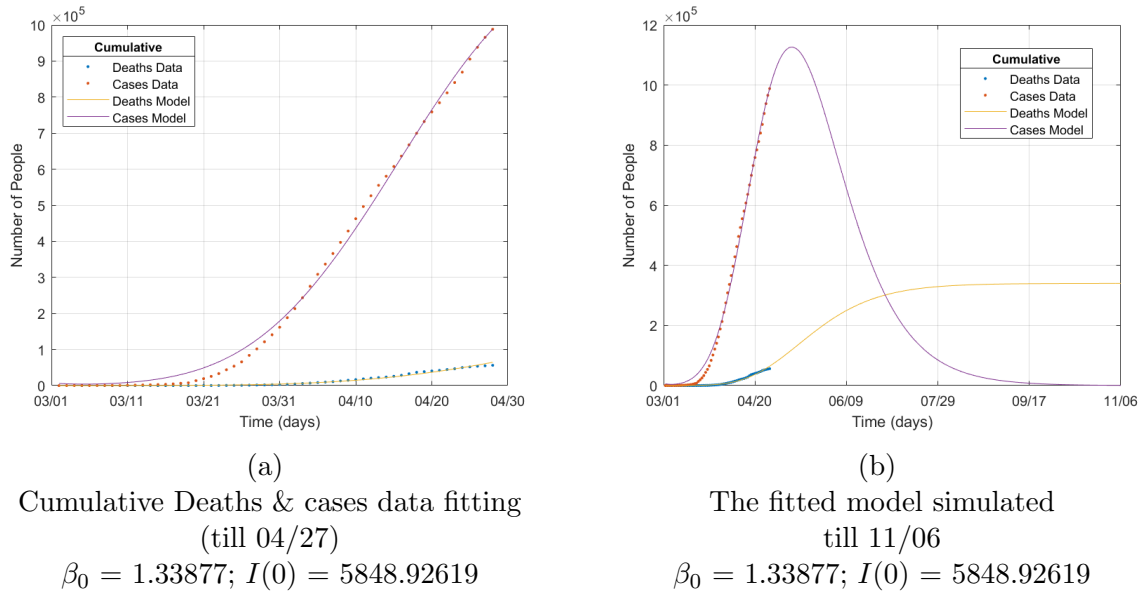 ×10⁵
10
9
8
7
6
5
4
3
2
1
0
Number of People
Cumulative
Deaths Data
Cases Data
Deaths Model
Cases Model
03/01 03/11 03/21 03/31 04/10 04/20 04/30
Time (days)
(a)
Cumulative Deaths & cases data fitting
(till 04/27)
β₀ = 1.33877; I(0) = 5848.92619
×10⁵
12
10
8
6
4
2
0
Number of People
Cumulative
Deaths Data
Cases Data
Deaths Model
Cases Model
03/01 04/20 06/09 07/29 09/17 11/06
Time (days)
(b)
The fitted model simulated
till 11/06
β₀ = 1.33877; I(0) = 5848.92619